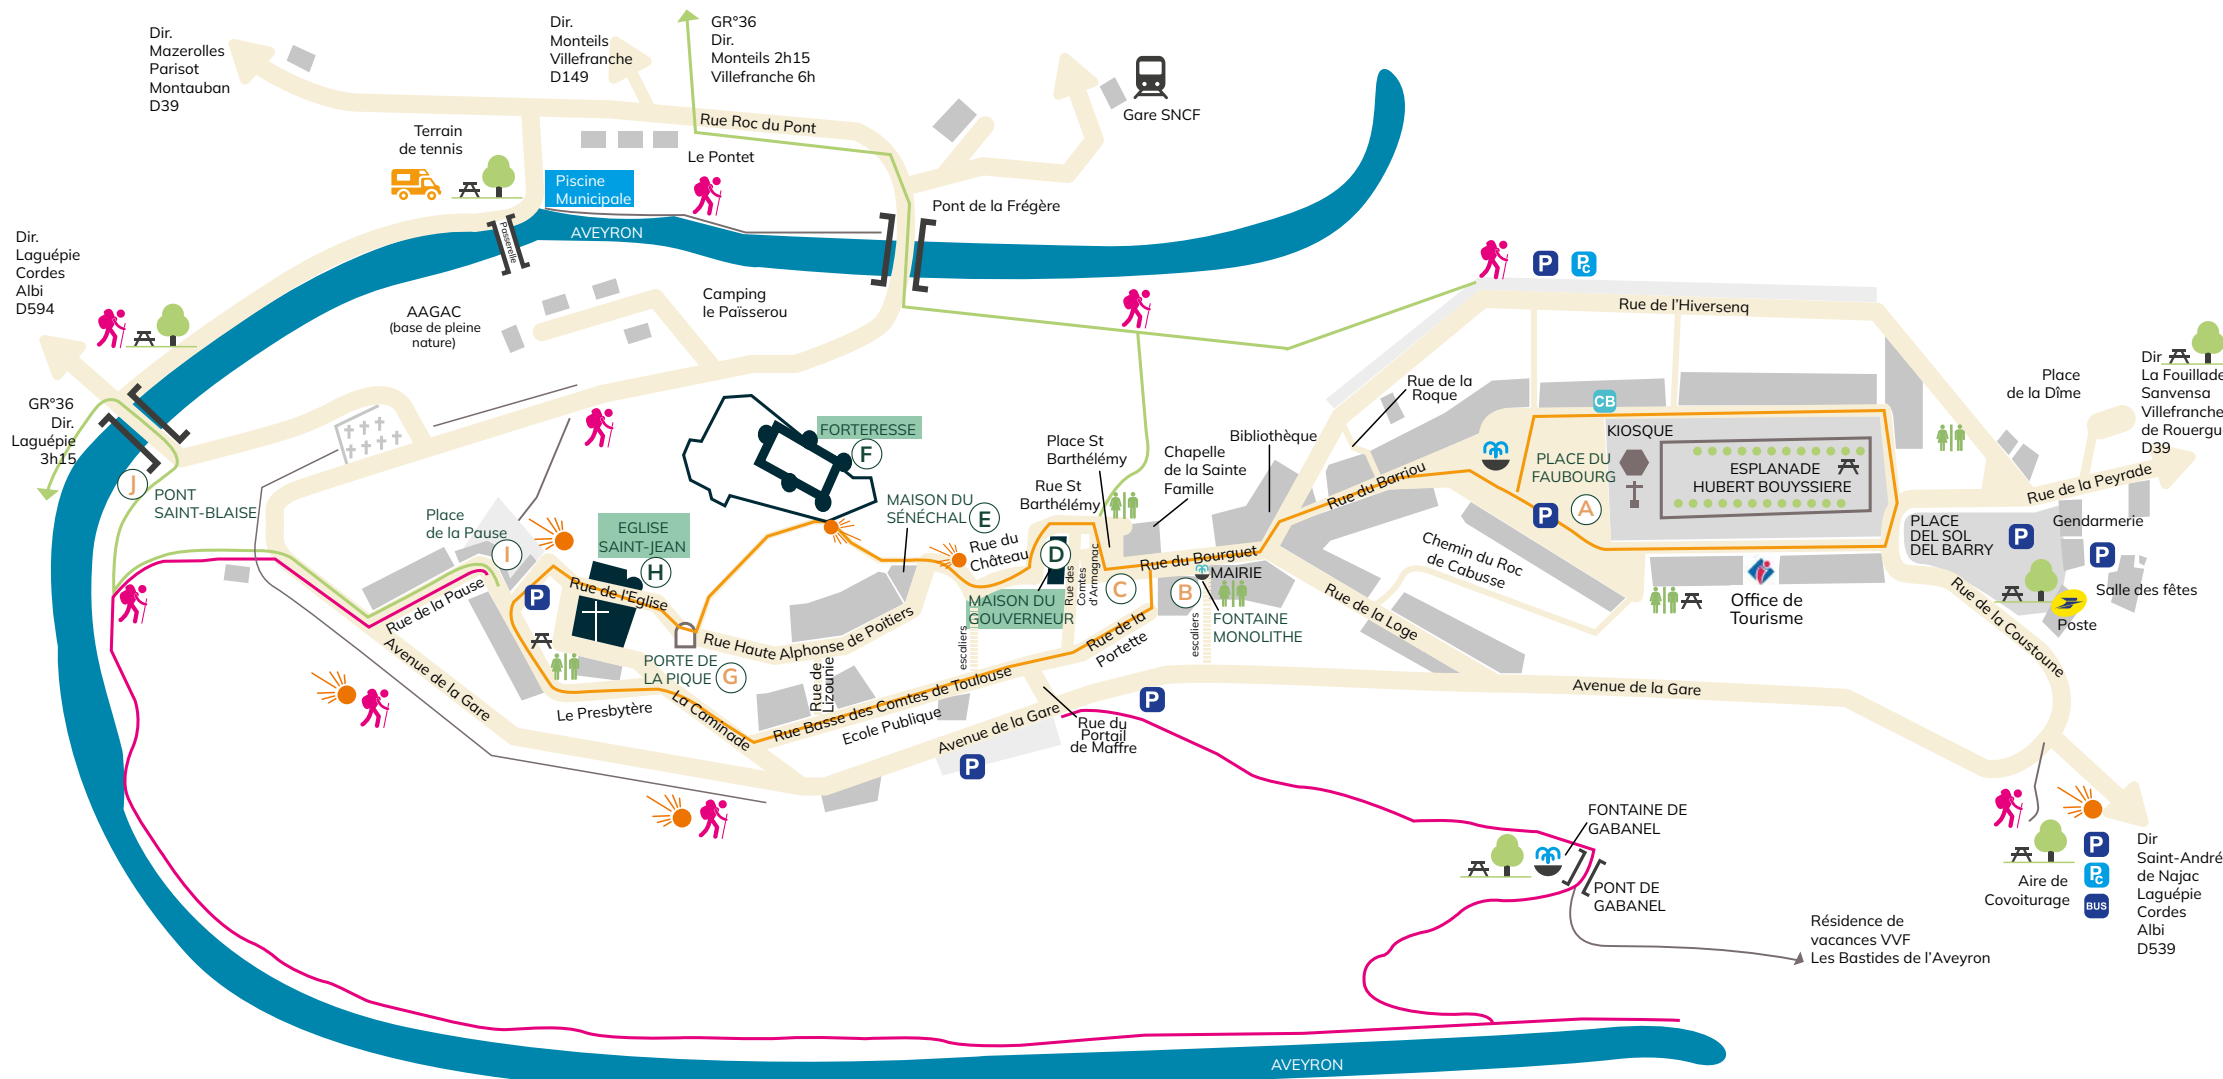 Dir.
Mazerolles
Parisot
Montauban
D39
Dir.
Monteils
Villefranche
D149
GR°36
Dir.
Monteils 2h15
Villefranche 6h
Gare SNCF
Rue Roc du Pont
Terrain
de tennis
Le Pontet
Piscine
Municipale
Pont de la Frégère
Passerelle
AVEYRON
Dir.
Laguépie
Cordes
Albi
D594
AAGAC
(base de pleine
nature)
Camping
le Païsserou
P
PC
Rue de l'Hiversenq
GR°36
Dir.
Laguépie
3h15
J
PONT
SAINT-BLAISE
Place
de la Pause
I
EGLISE
SAINT-JEAN
H
FORTERESSE
F
MAISON DU
SÉNÉCHAL
E
Rue du
Château
Place St
Barthélémy
Rue St
Barthélémy
Chapelle
de la Sainte
Famille
Bibliothèque
Rue de la
Roque
Rue du Barriou
CB
KIOSQUE
PLACE DU
FAUBOURG
A
P
ESPLANADE
HUBERT BOUYSSIERE
Place
de la Dîme
Dir
La Fouillade
Sanvensa
Villefranche
de Rouergu
D39
Rue de la Peyrade
PLACE
DEL SOL
DEL BARRY
P
Gendarmerie
P
Salle des fêtes
Poste
Rue de la Coustoune
Office de
Tourisme
Chemin du Roc
de Cabusse
Rue de la Loge
Rue du Bourguet
MAIRIE
B
FONTAINE
MONOLITHE
escaliers
C
D
Rue des
Comtes
d'Armagnac
MAISON DU
GOUVERNEUR
escaliers
Rue de la
Portette
Rue de l'Eglise
P
Rue de la Pause
Avenue de la Gare
PORTE DE
LA PIQUE
G
Rue Haute Alphonse de Poitiers
Rue de
Lizounie
Le Presbytère
La Caminade
Rue Basse des Comtes de Toulouse
Ecole Publique
Avenue de la Gare
P
Rue du
Portail
de Maffre
P
Avenue de la Gare
FONTAINE DE
GABANEL
PONT DE
GABANEL
Résidence de
vacances VVF
Les Bastides de l'Aveyron
Aire de
Covoiturage
P
PC
BUS
Dir
Saint-André
de Najac
Laguépie
Cordes
Albi
D539
AVEYRON